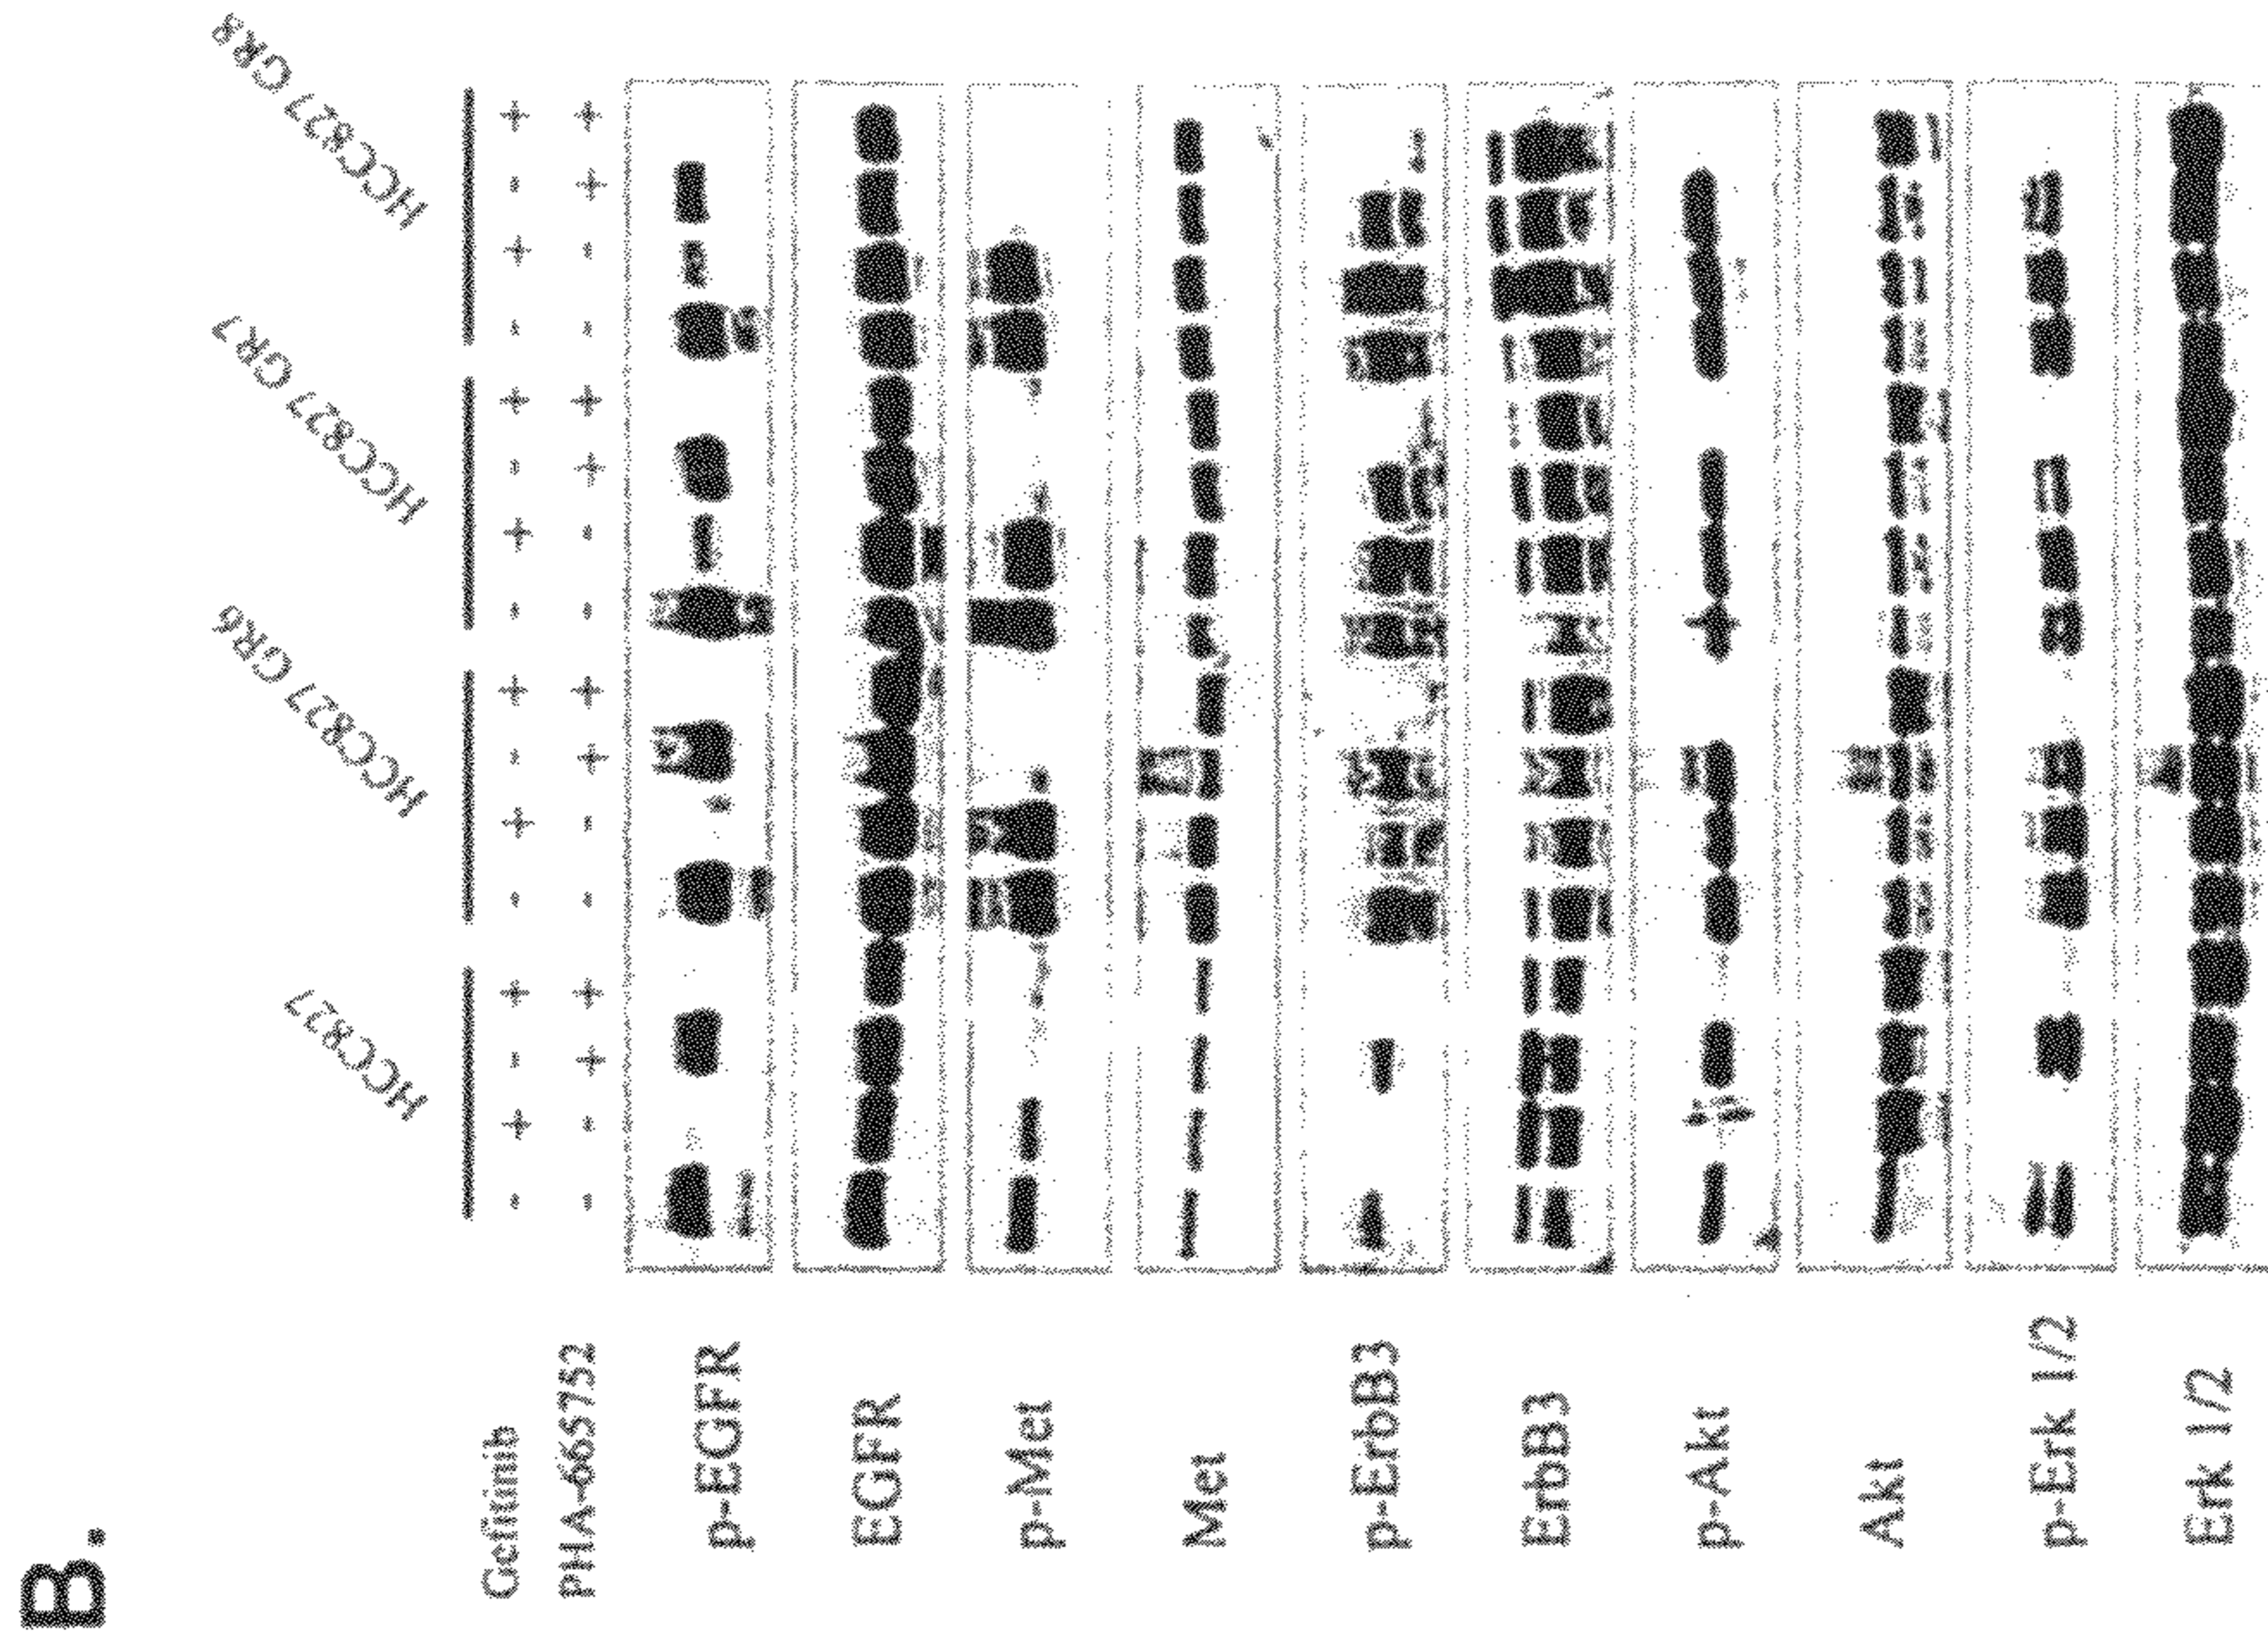 B.
HCC827
HCC827 GR6
HCC827 GR7
HCC827 GR8
Gefitinib - + - + - + - + - + - + - + - +
PHA-665752 - - + + - - + + - - + + - - + +
p-EGFR
EGFR
p-Met
Met
p-ErbB3
ErbB3
p-Akt
Akt
p-Erk 1/2
Erk 1/2